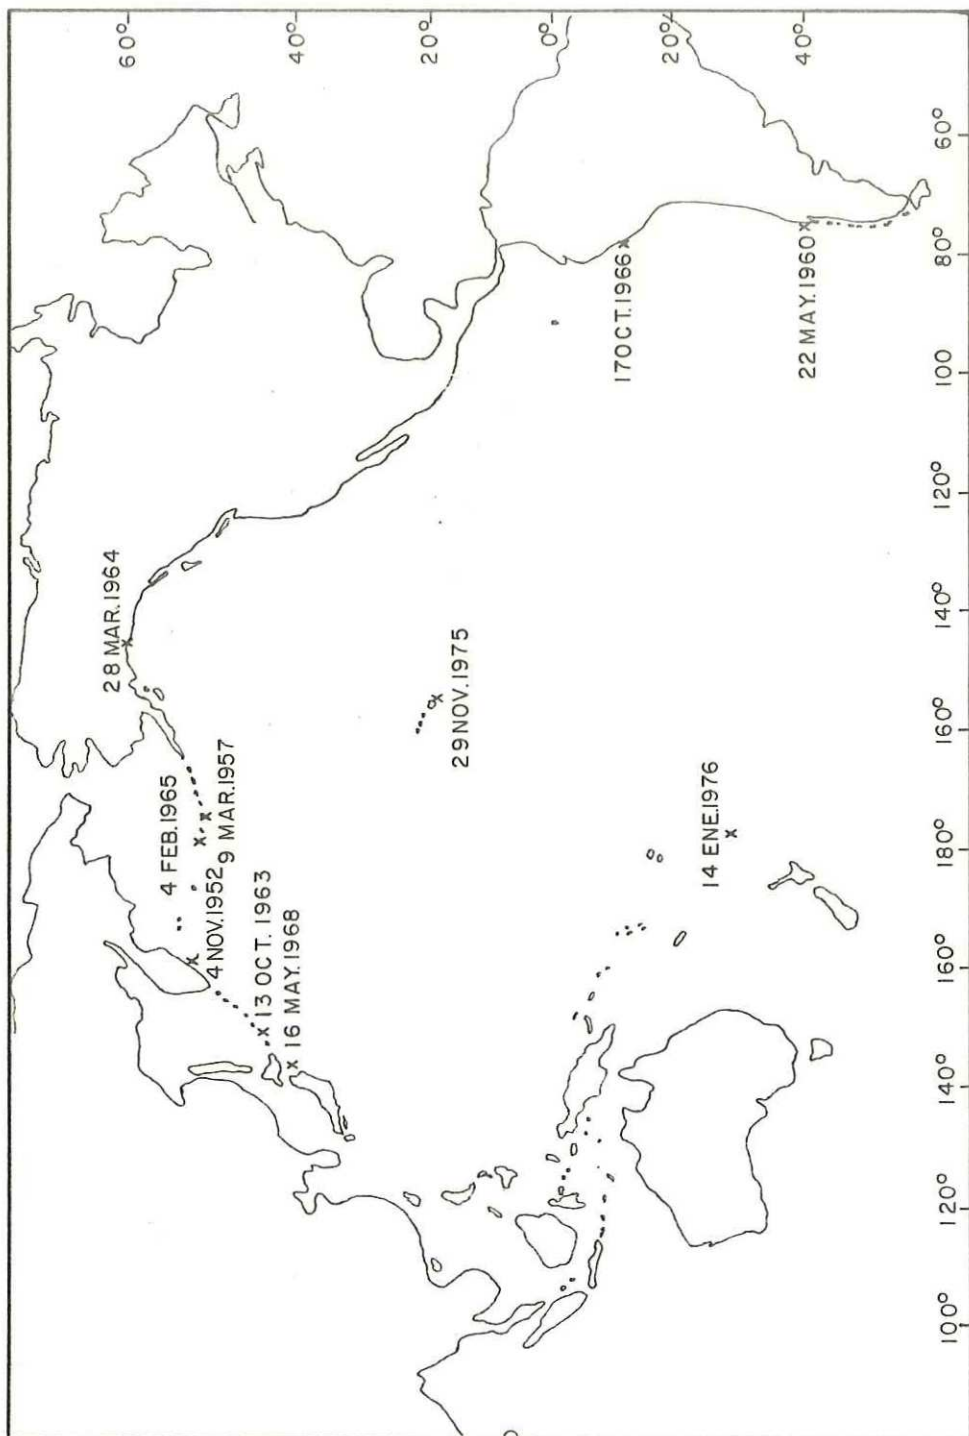 28 MAR.1964
4 FEB.1965
4 NOV.1952
9 MAR.1957
13 OCT. 1963
16 MAY.1968
29 NOV.1975
14 ENE.1976
17 OCT.1966
22 MAY.1960
60°
40°
20°
0°
20°
40°
100°
120°
140°
160°
180°
160°
140°
120°
100
80°
60°